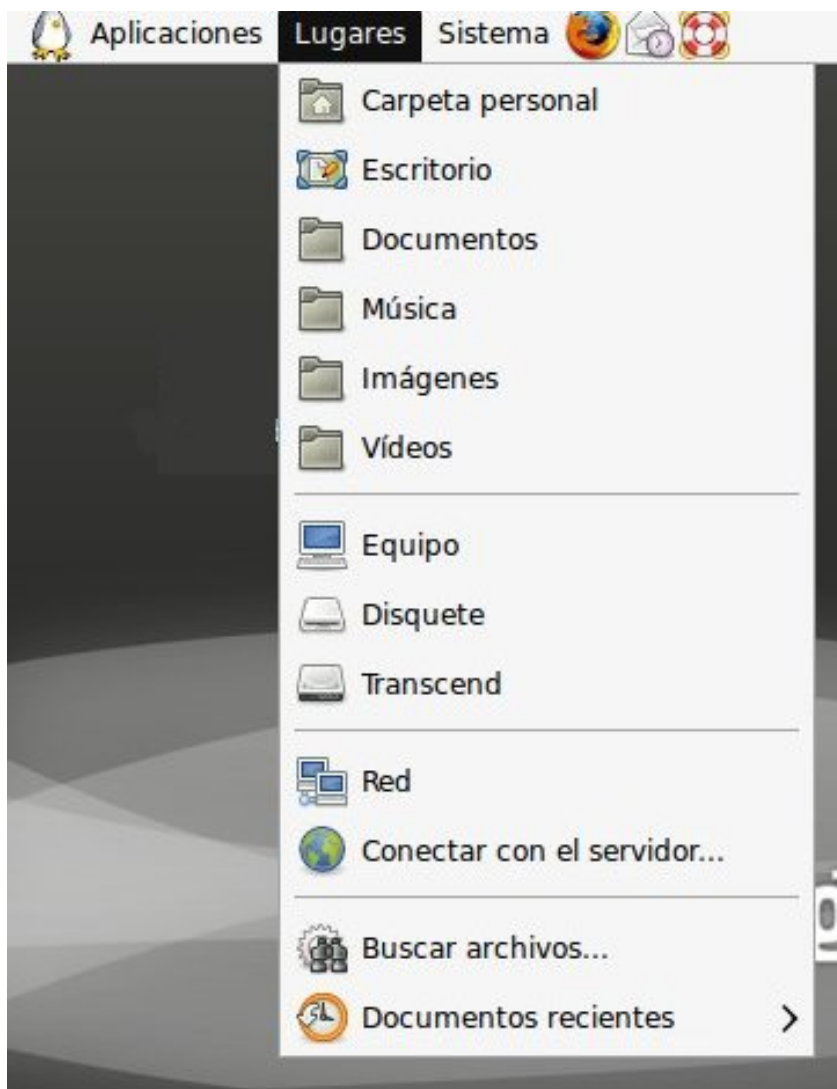 Aplicaciones Lugares Sistema
Carpeta personal
Escritorio
Documentos
Música
Imágenes
Vídeos
Equipo
Disquete
Transcend
Red
Conectar con el servidor...
Buscar archivos...
Documentos recientes